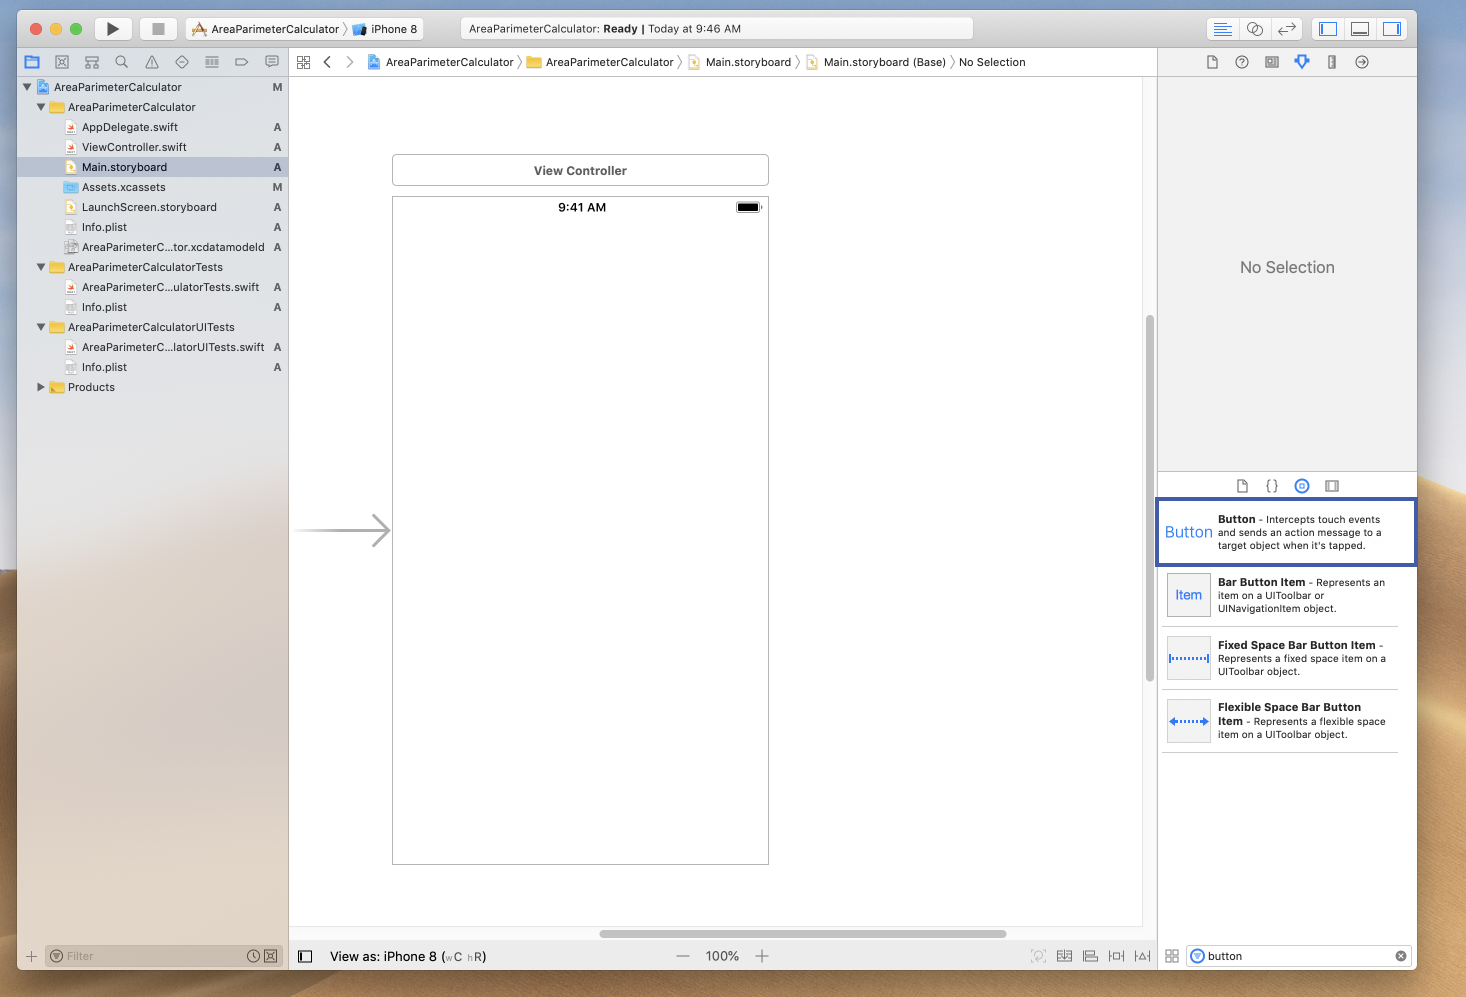 AreaParimeterCalculator iPhone 8
AreaParimeterCalculator: Ready | Today at 9:46 AM
AreaParimeterCalculator AreaParimeterCalculator Main.storyboard Main.storyboard (Base) No Selection
AreaParimeterCalculator M
AreaParimeterCalculator
AppDelegate.swift A
ViewController.swift A
Main.storyboard A
Assets.xcassets M
LaunchScreen.storyboard A
Info.plist A
AreaParimeterC...tor.xcdatamodeld A
AreaParimeterCalculatorTests
AreaParimeterC...ulatorTests.swift A
Info.plist A
AreaParimeterCalculatorUITests
AreaParimeterC...latorUITests.swift A
Info.plist A
Products
Filter
View Controller
9:41 AM
View as: iPhone 8 (wC hR)
100%
No Selection
{}
Button
Button - Intercepts touch events
and sends an action message to a
target object when it's tapped.
Item
Bar Button Item - Represents an
item on a UIToolbar or
UINavigationItem object.
Fixed Space Bar Button Item -
Represents a fixed space item on a
UIToolbar object.
Flexible Space Bar Button
Item - Represents a flexible space
item on a UIToolbar object.
button